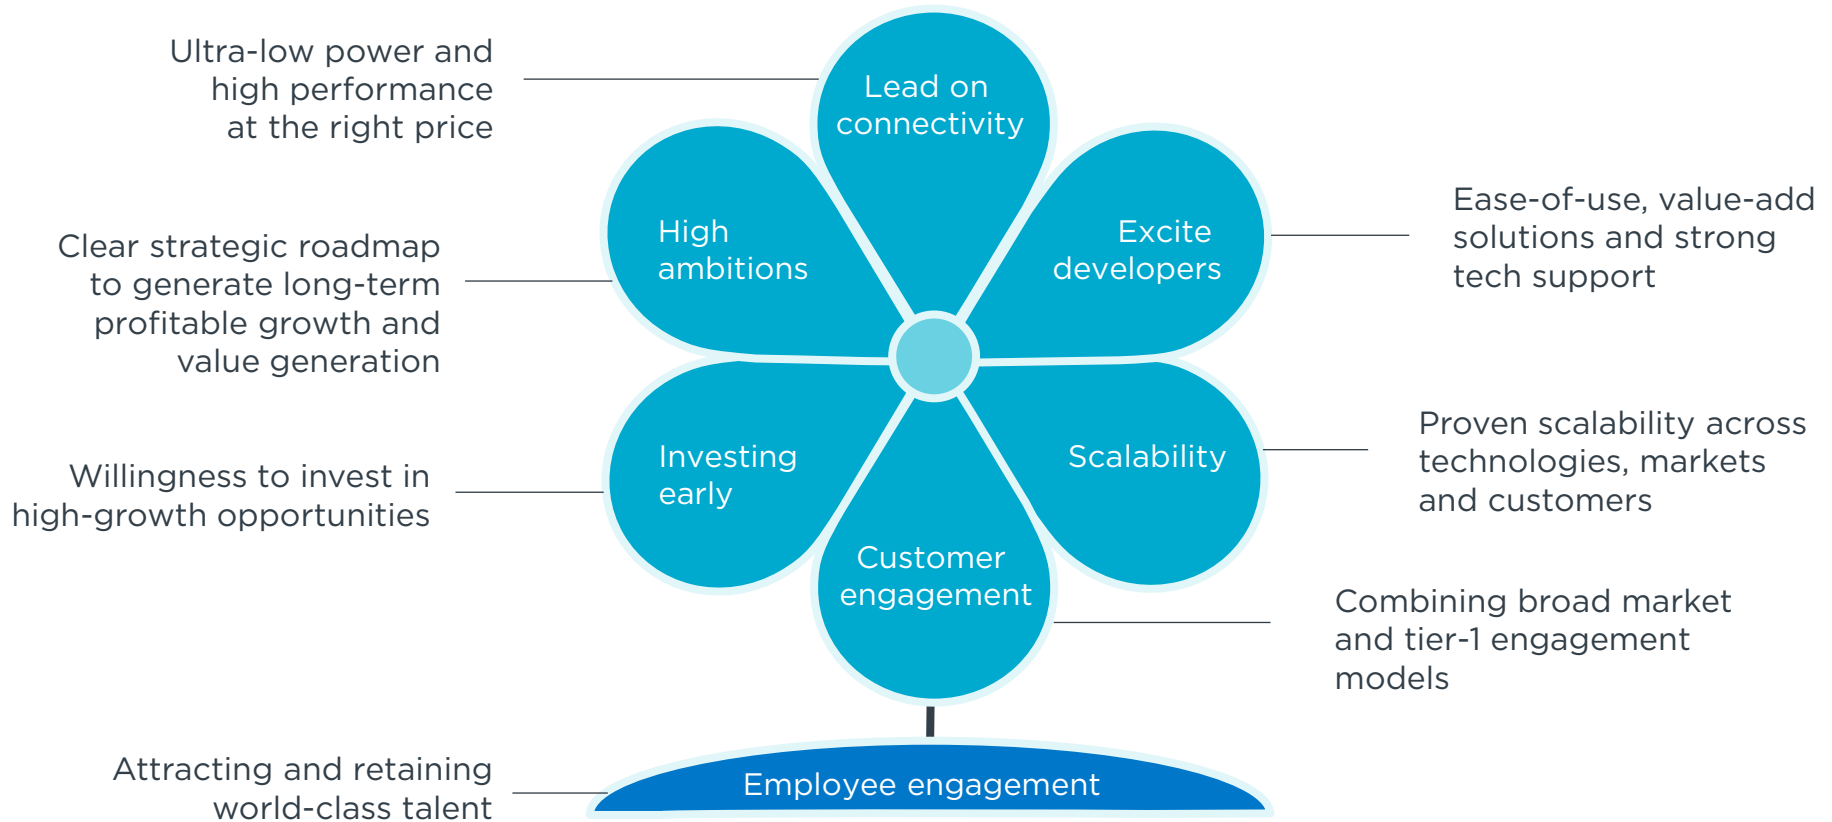 Ultra-low power and
high performance
at the right price
Lead on
connectivity
High
ambitions
Clear strategic roadmap
to generate long-term
profitable growth and
value generation
Excite
developers
Ease-of-use, value-add
solutions and strong
tech support
Investing
early
Willingness to invest in
high-growth opportunities
Scalability
Proven scalability across
technologies, markets
and customers
Customer
engagement
Combining broad market
and tier-1 engagement
models
Attracting and retaining
world-class talent
Employee engagement